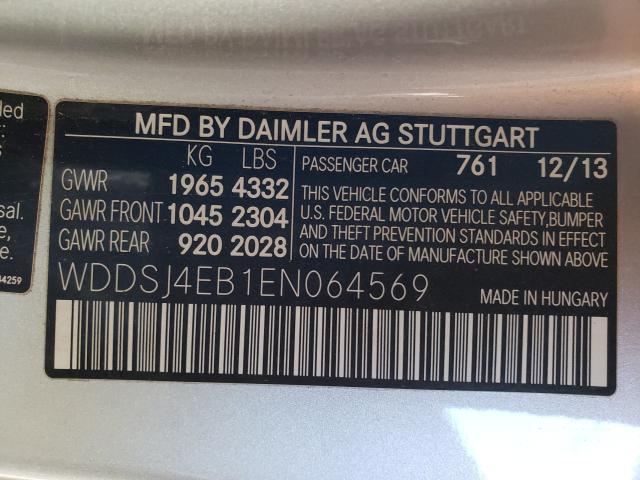 MFD BY DAIMLER AG STUTTGART
KG LBS
GVWR 1965 4332
GAWR FRONT 1045 2304
GAWR REAR 920 2028
PASSENGER CAR 761 12/13
THIS VEHICLE CONFORMS TO ALL APPLICABLE
U.S. FEDERAL MOTOR VEHICLE SAFETY, BUMPER
AND THEFT PREVENTION STANDARDS IN EFFECT
ON THE DATE OF MANUFACTURE SHOWN ABOVE.
WDDSJ4EB1EN064569
MADE IN HUNGARY